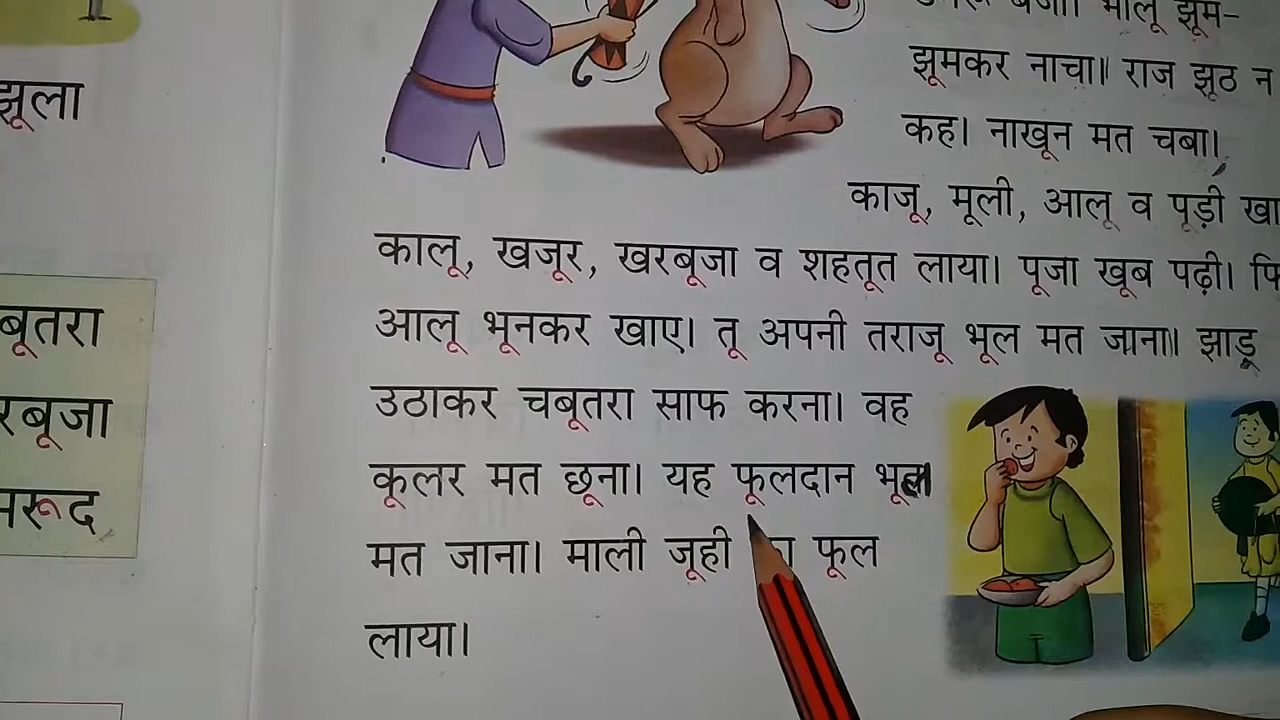 झूला
बूतरा
रबूजा
मरूद
भालू झूम-
झूमकर नाचा। राज झूठ न
कह। नाखून मत चबा।
काजू, मूली, आलू व पूड़ी खा
कालू, खजूर, खरबूजा व शहतूत लाया। पूजा खूब पढ़ी।
आलू भूनकर खाए। तू अपनी तराजू भूल मत जाना। झाड़ू
उठाकर चबूतरा साफ करना। वह
कूलर मत छूना। यह फूलदान भूल
मत जाना। माली जूही फूल
लाया।